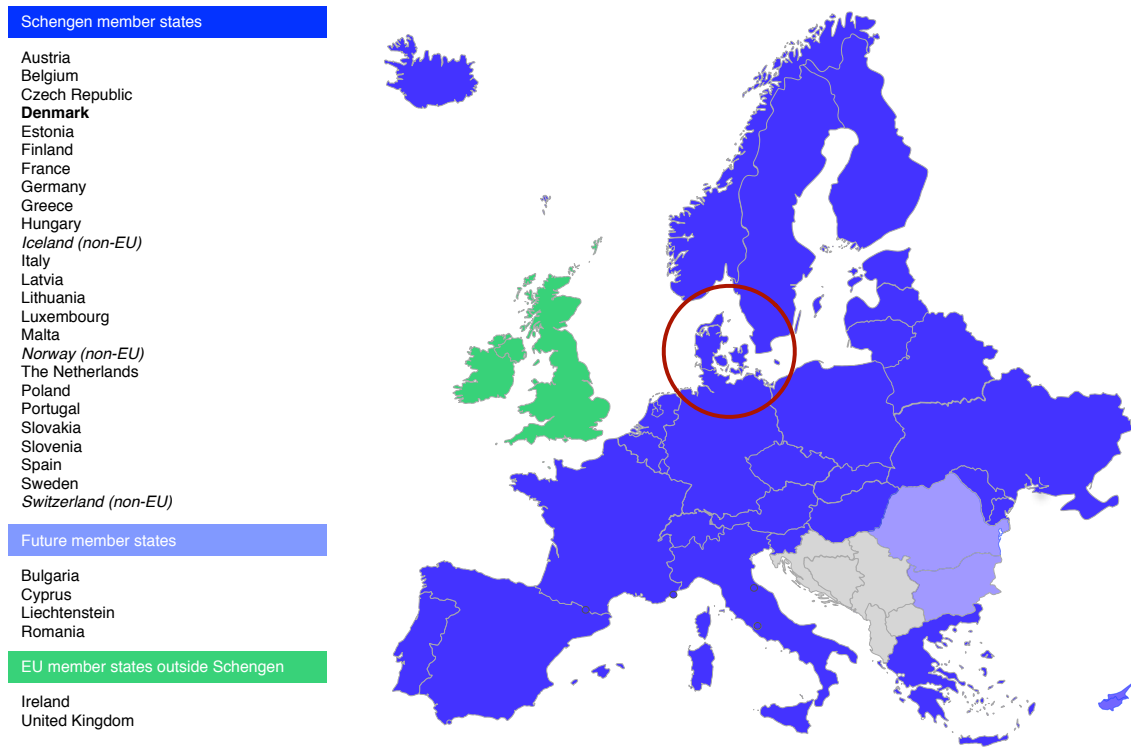 Schengen member states
Austria
Belgium
Czech Republic
Denmark
Estonia
Finland
France
Germany
Greece
Hungary
Iceland (non-EU)
Italy
Latvia
Lithuania
Luxembourg
Malta
Norway (non-EU)
The Netherlands
Poland
Portugal
Slovakia
Slovenia
Spain
Sweden
Switzerland (non-EU)
Future member states
Bulgaria
Cyprus
Liechtenstein
Romania
EU member states outside Schengen
Ireland
United Kingdom